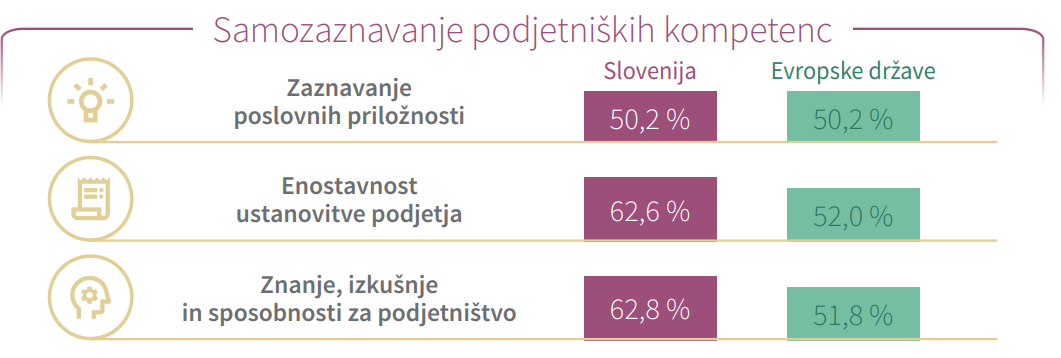 Samozaznavanje podjetniških kompetenc
Slovenija Evropske države
Zaznavanje
poslovnih priložnosti
50,2 % 50,2 %
Enostavnost
ustanovitve podjetja
62,6 % 52,0 %
Znanje, izkušnje
in sposobnosti za podjetništvo
62,8 % 51,8 %